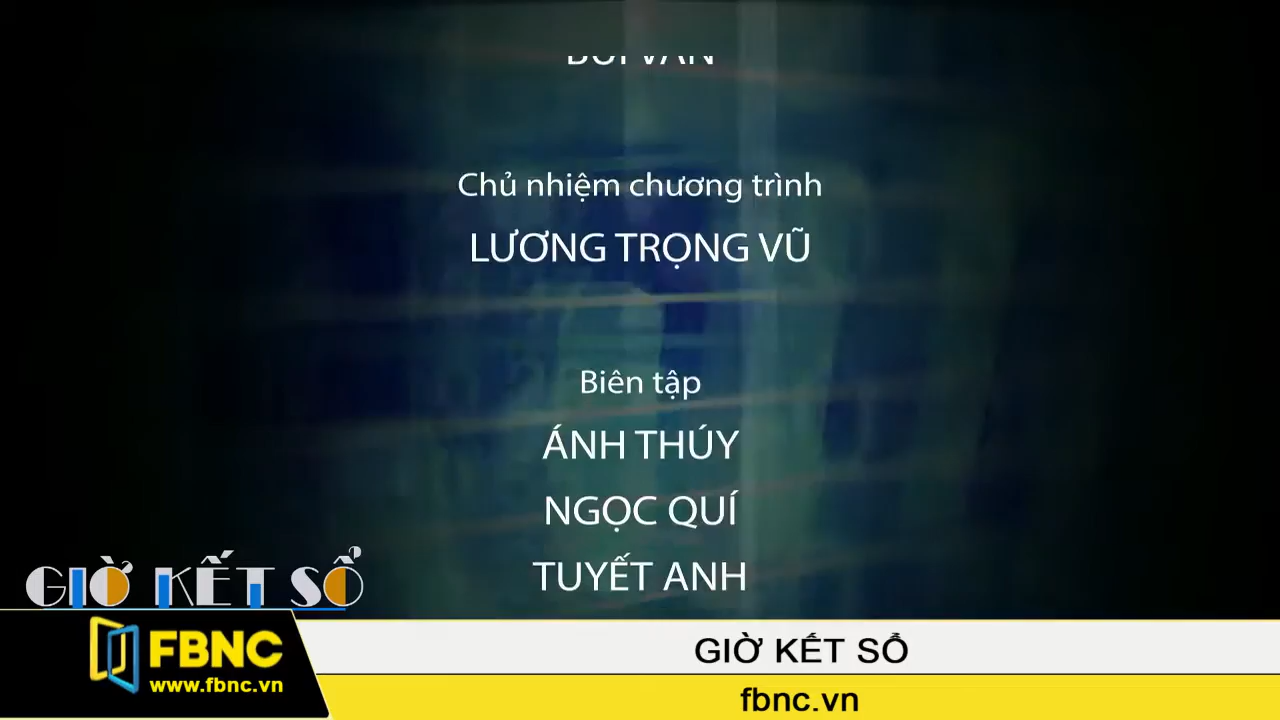 Chủ nhiệm chương trình
LƯƠNG TRỌNG VŨ
Biên tập
ÁNH THÚY
NGỌC QUÍ
TUYẾT ANH
GIỜ KẾT SỔ
FBNC
www.fbnc.vn
GIỜ KẾT SỔ
fbnc.vn